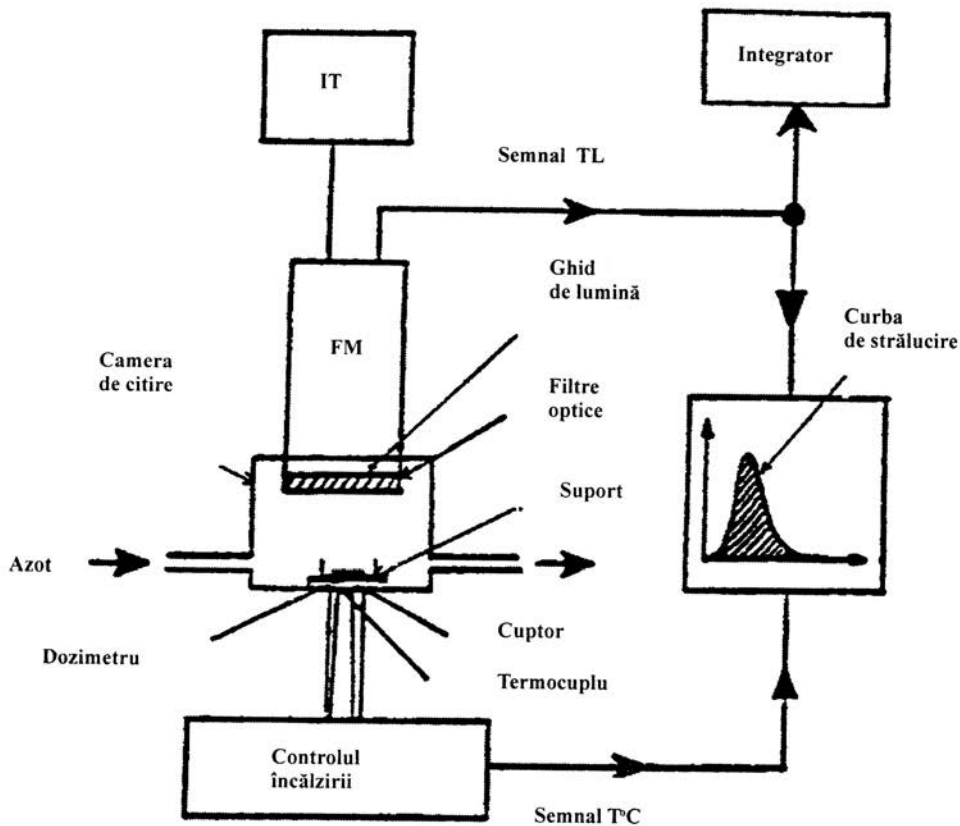 IT
Integrator
Semnal TL
Ghid
de lumină
FM
Curba
de strălucire
Camera
de citire
Filtre
optice
Suport
Azot
Dozimetru
Cuptor
Termocuplu
Controlul
încălzirii
Semnal TºC